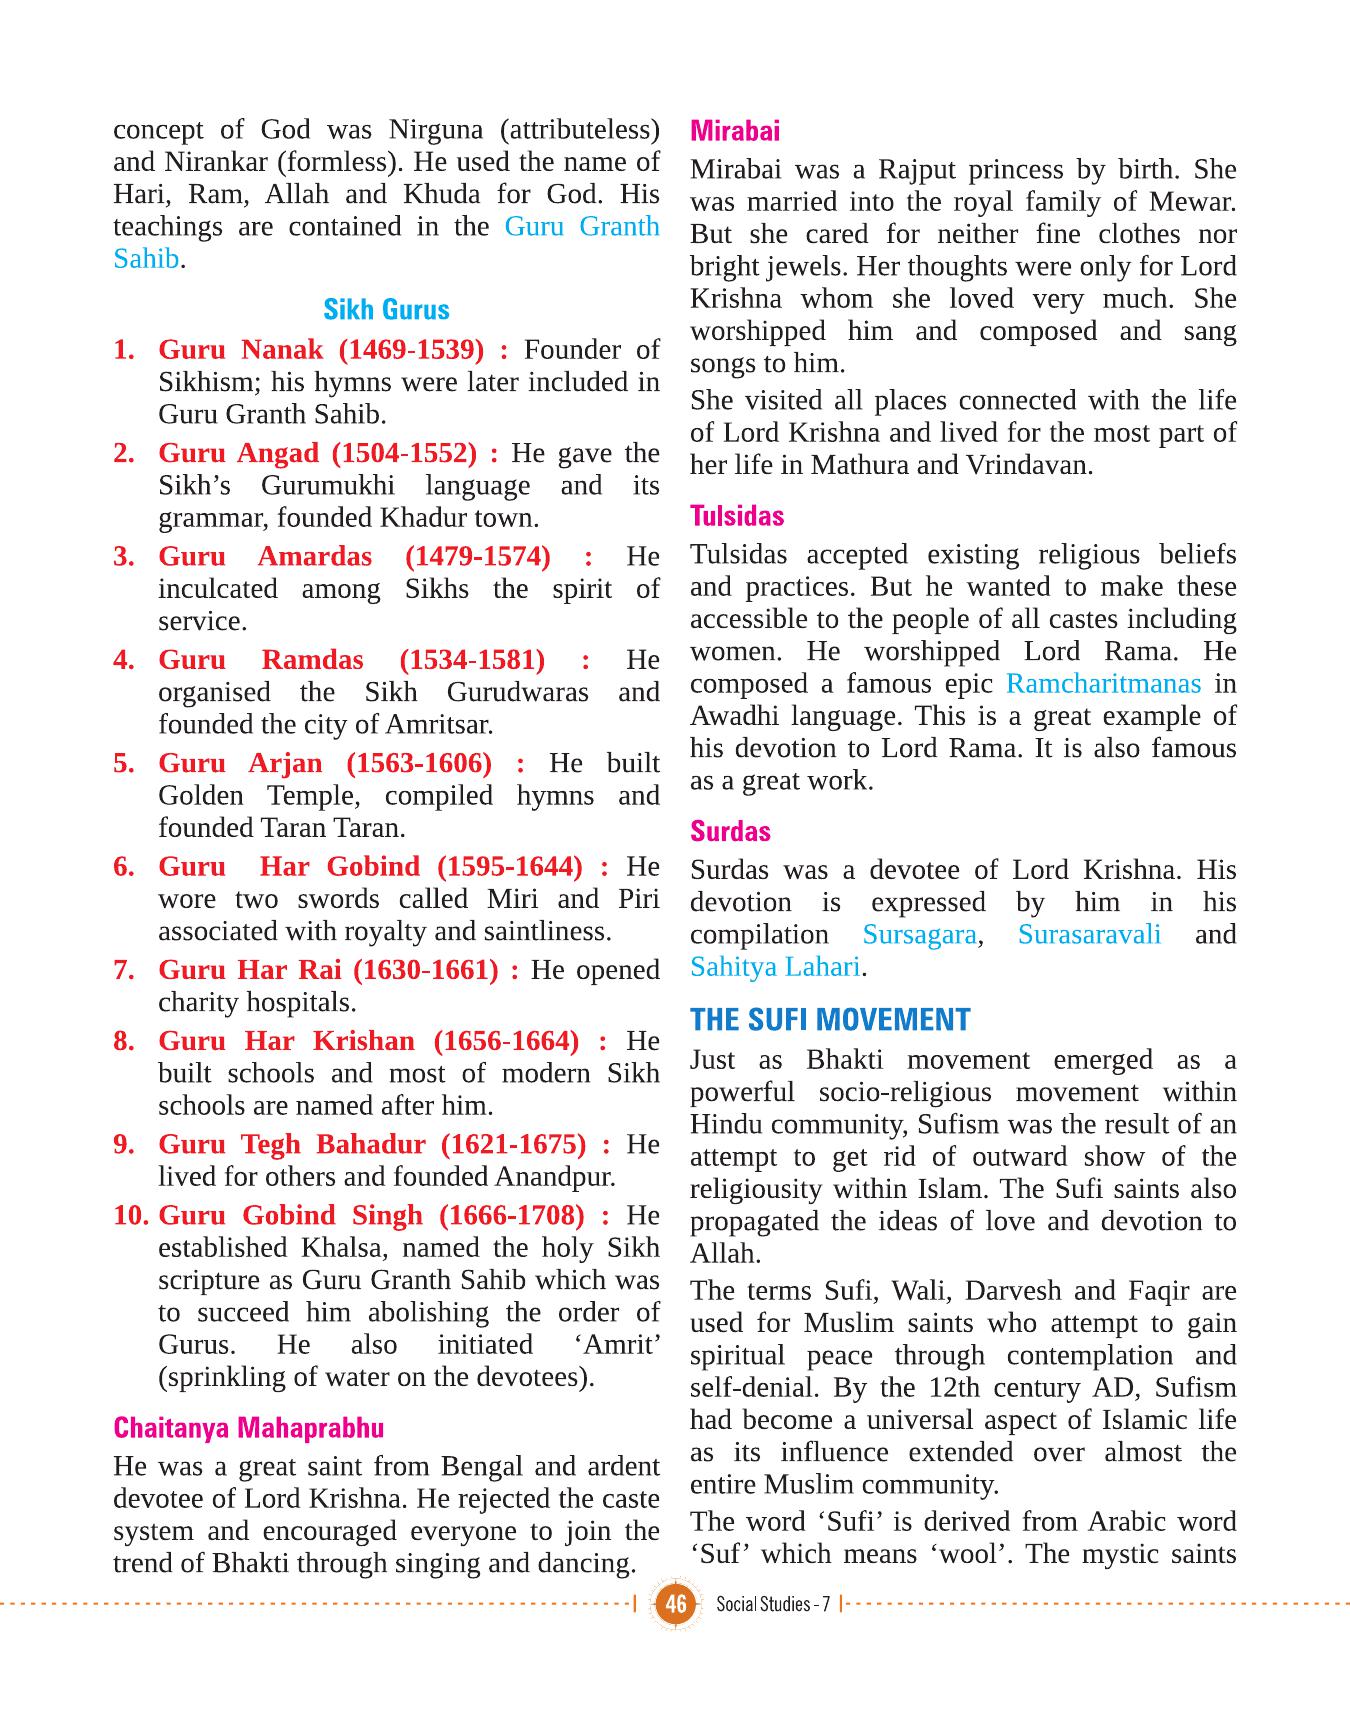 concept of God was Nirguna (attributeless)
and Nirankar (formless). He used the name of
Hari, Ram, Allah and Khuda for God. His
teachings are contained in the Guru Granth
Sahib.
Sikh Gurus
1. Guru Nanak (1469-1539) : Founder of
Sikhism; his hymns were later included in
Guru Granth Sahib.
2. Guru Angad (1504-1552) : He gave the
Sikh’s Gurumukhi language and its
grammar, founded Khadur town.
3. Guru Amardas (1479-1574) : He
inculcated among Sikhs the spirit of
service.
4. Guru Ramdas (1534-1581) : He
organised the Sikh Gurudwaras and
founded the city of Amritsar.
5. Guru Arjan (1563-1606) : He built
Golden Temple, compiled hymns and
founded Taran Taran.
6. Guru Har Gobind (1595-1644) : He
wore two swords called Miri and Piri
associated with royalty and saintliness.
7. Guru Har Rai (1630-1661) : He opened
charity hospitals.
8. Guru Har Krishan (1656-1664) : He
built schools and most of modern Sikh
schools are named after him.
9. Guru Tegh Bahadur (1621-1675) : He
lived for others and founded Anandpur.
10. Guru Gobind Singh (1666-1708) : He
established Khalsa, named the holy Sikh
scripture as Guru Granth Sahib which was
to succeed him abolishing the order of
Gurus. He also initiated ‘Amrit’
(sprinkling of water on the devotees).
Chaitanya Mahaprabhu
He was a great saint from Bengal and ardent
devotee of Lord Krishna. He rejected the caste
system and encouraged everyone to join the
trend of Bhakti through singing and dancing.
Mirabai
Mirabai was a Rajput princess by birth. She
was married into the royal family of Mewar.
But she cared for neither fine clothes nor
bright jewels. Her thoughts were only for Lord
Krishna whom she loved very much. She
worshipped him and composed and sang
songs to him.
She visited all places connected with the life
of Lord Krishna and lived for the most part of
her life in Mathura and Vrindavan.
Tulsidas
Tulsidas accepted existing religious beliefs
and practices. But he wanted to make these
accessible to the people of all castes including
women. He worshipped Lord Rama. He
composed a famous epic Ramcharitmanas in
Awadhi language. This is a great example of
his devotion to Lord Rama. It is also famous
as a great work.
Surdas
Surdas was a devotee of Lord Krishna. His
devotion is expressed by him in his
compilation Sursagara, Surasaravali and
Sahitya Lahari.
THE SUFI MOVEMENT
Just as Bhakti movement emerged as a
powerful socio-religious movement within
Hindu community, Sufism was the result of an
attempt to get rid of outward show of the
religiousity within Islam. The Sufi saints also
propagated the ideas of love and devotion to
Allah.
The terms Sufi, Wali, Darvesh and Faqir are
used for Muslim saints who attempt to gain
spiritual peace through contemplation and
self-denial. By the 12th century AD, Sufism
had become a universal aspect of Islamic life
as its influence extended over almost the
entire Muslim community.
The word ‘Sufi’ is derived from Arabic word
‘Suf’ which means ‘wool’. The mystic saints
46 Social Studies - 7